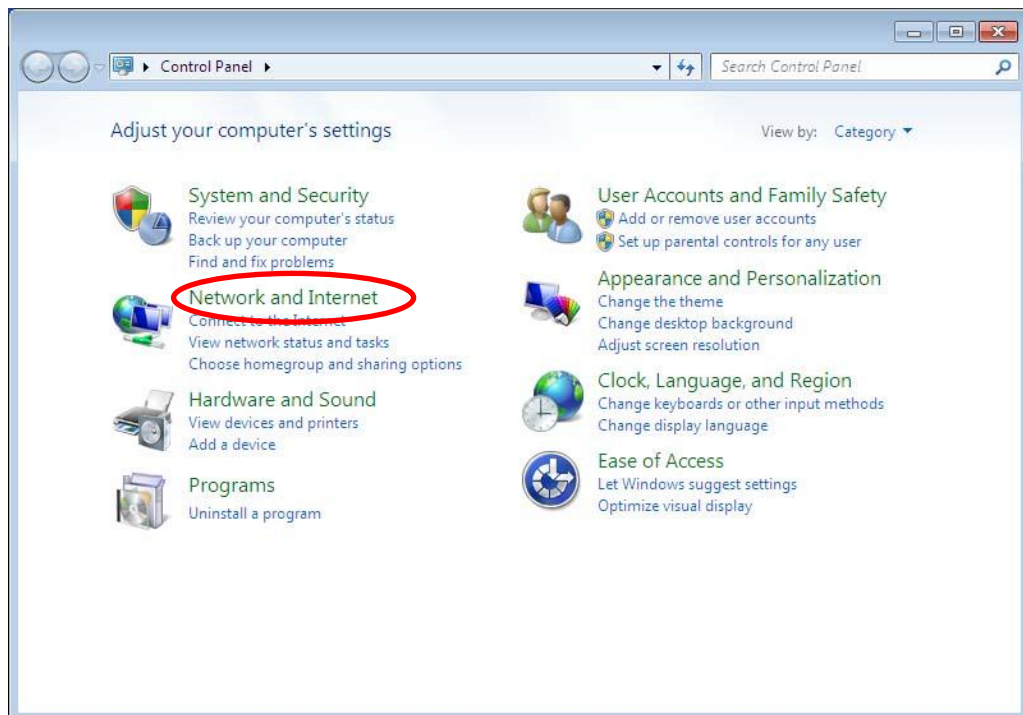 Control Panel
Search Control Panel
Adjust your computer's settings
View by: Category
System and Security
Review your computer's status
Back up your computer
Find and fix problems
Network and Internet
Connect to the Internet
View network status and tasks
Choose homegroup and sharing options
Hardware and Sound
View devices and printers
Add a device
Programs
Uninstall a program
User Accounts and Family Safety
Add or remove user accounts
Set up parental controls for any user
Appearance and Personalization
Change the theme
Change desktop background
Adjust screen resolution
Clock, Language, and Region
Change keyboards or other input methods
Change display language
Ease of Access
Let Windows suggest settings
Optimize visual display